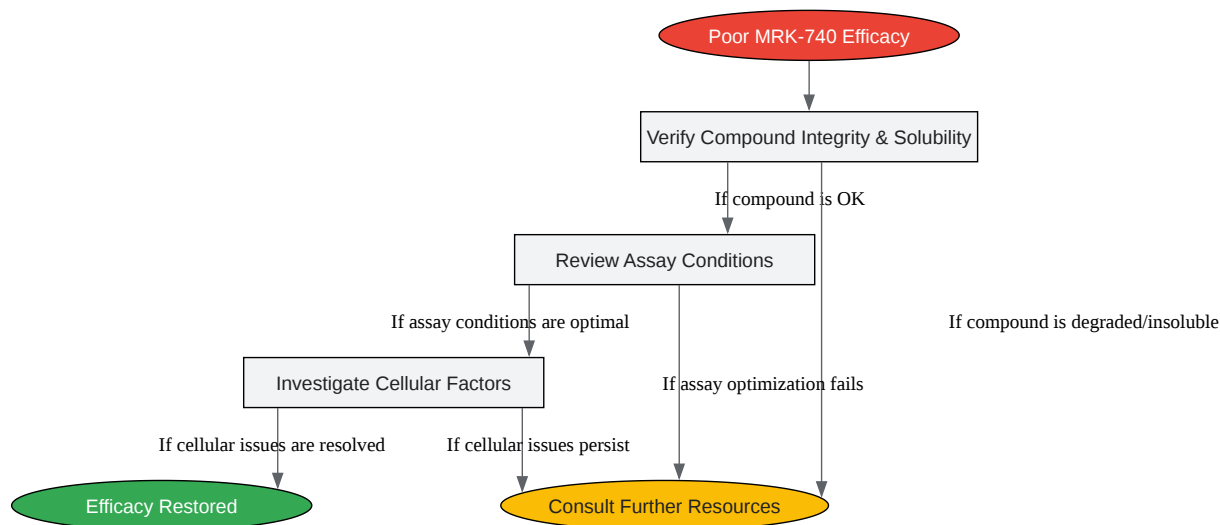 Poor MRK-740 Efficacy
Verify Compound Integrity & Solubility
If compound is OK
Review Assay Conditions
If assay conditions are optimal
If compound is degraded/insoluble
Investigate Cellular Factors
If assay optimization fails
If cellular issues are resolved
If cellular issues persist
Efficacy Restored
Consult Further Resources